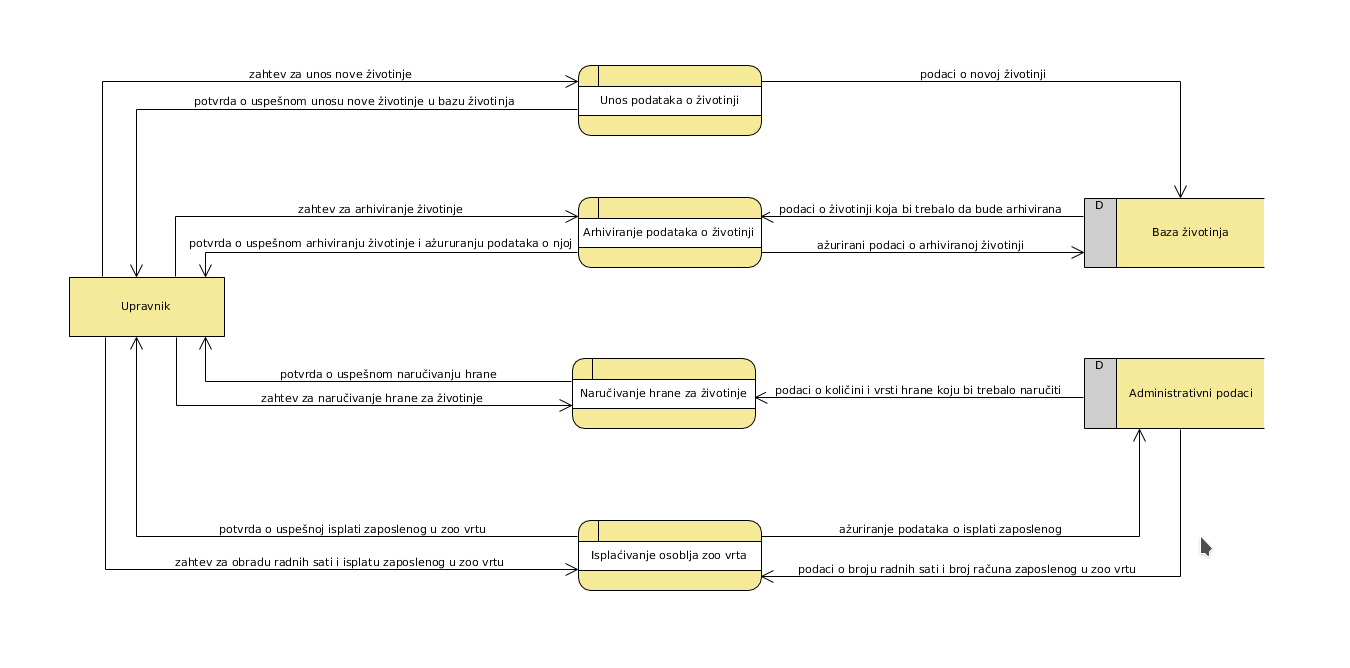 zahtev za unos nove životinje
podaci o novoj životinji
potvrda o uspešnom unosu nove životinje u bazu životinja
Unos podataka o životinji
zahtev za arhiviranje životinje
podaci o životinji koja bi trebalo da bude arhivirana
D
Arhiviranje podataka o životinji
Baza životinja
potvrda o uspešnom arhiviranju životinje i ažururanju podataka o njoj
ažurirani podaci o arhiviranoj životinji
Upravnik
D
potvrda o uspešnom naručivanju hrane
Naručivanje hrane za životinje
podaci o količini i vrsti hrane koju bi trebalo naručiti
Administrativni podaci
zahtev za naručivanje hrane za životinje
potvrda o uspešnoj isplati zaposlenog u zoo vrtu
ažuriranje podataka o isplati zaposlenog
Isplaćivanje osoblja zoo vrta
zahtev za obradu radnih sati i isplatu zaposlenog u zoo vrtu
podaci o broju radnih sati i broj računa zaposlenog u zoo vrtu